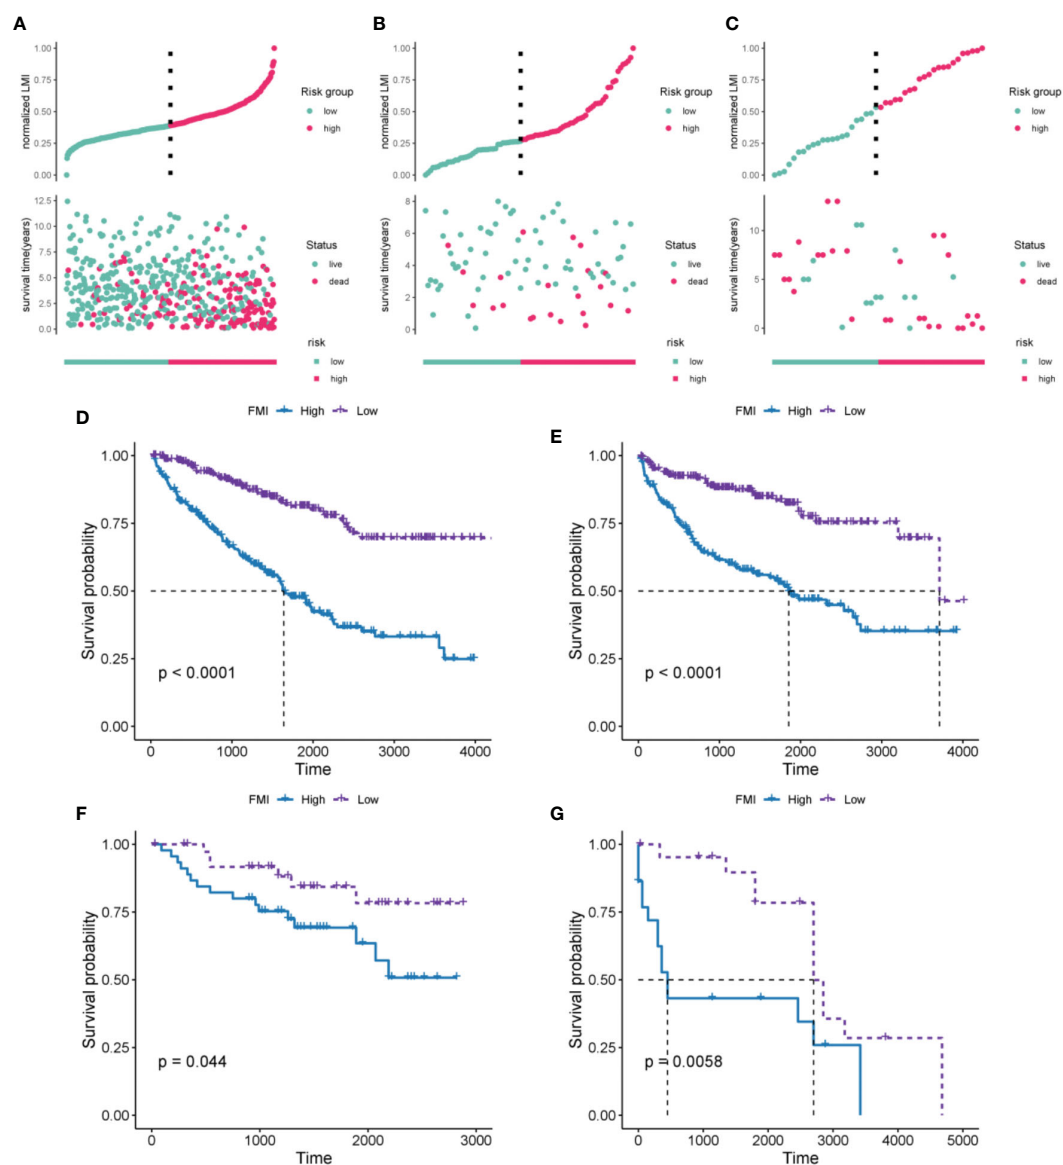 A
B
C
normalized LMI
1.00
0.75
0.50
0.25
0.00
Risk group
low
high
normalized LMI
1.00
0.75
0.50
0.25
0.00
Risk group
low
high
normalized LMI
1.00
0.75
0.50
0.25
0.00
Risk group
low
high
survival time(years)
12.5
10.0
7.5
5.0
2.5
0.0
Status
live
dead
risk
low
high
survival time(years)
8
6
4
2
0
Status
live
dead
risk
low
high
survival time(years)
10
5
0
Status
live
dead
risk
low
high
D
FMI High Low
Survival probability
1.00
0.75
0.50
0.25
0.00
p < 0.0001
0 1000 2000 3000 4000
Time
E
FMI High Low
Survival probability
1.00
0.75
0.50
0.25
0.00
p < 0.0001
0 1000 2000 3000 4000
Time
F
FMI High Low
Survival probability
1.00
0.75
0.50
0.25
0.00
p = 0.044
0 1000 2000 3000
Time
G
FMI High Low
Survival probability
1.00
0.75
0.50
0.25
0.00
p = 0.0058
0 1000 2000 3000 4000 5000
Time